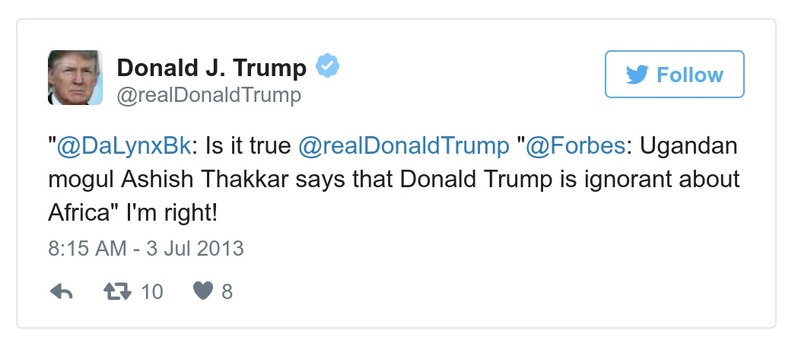 Donald J. Trump
@realDonaldTrump
Follow
"@DaLynxBk: Is it true @realDonaldTrump "@Forbes: Ugandan
mogul Ashish Thakkar says that Donald Trump is ignorant about
Africa" I'm right!
8:15 AM - 3 Jul 2013
10 8